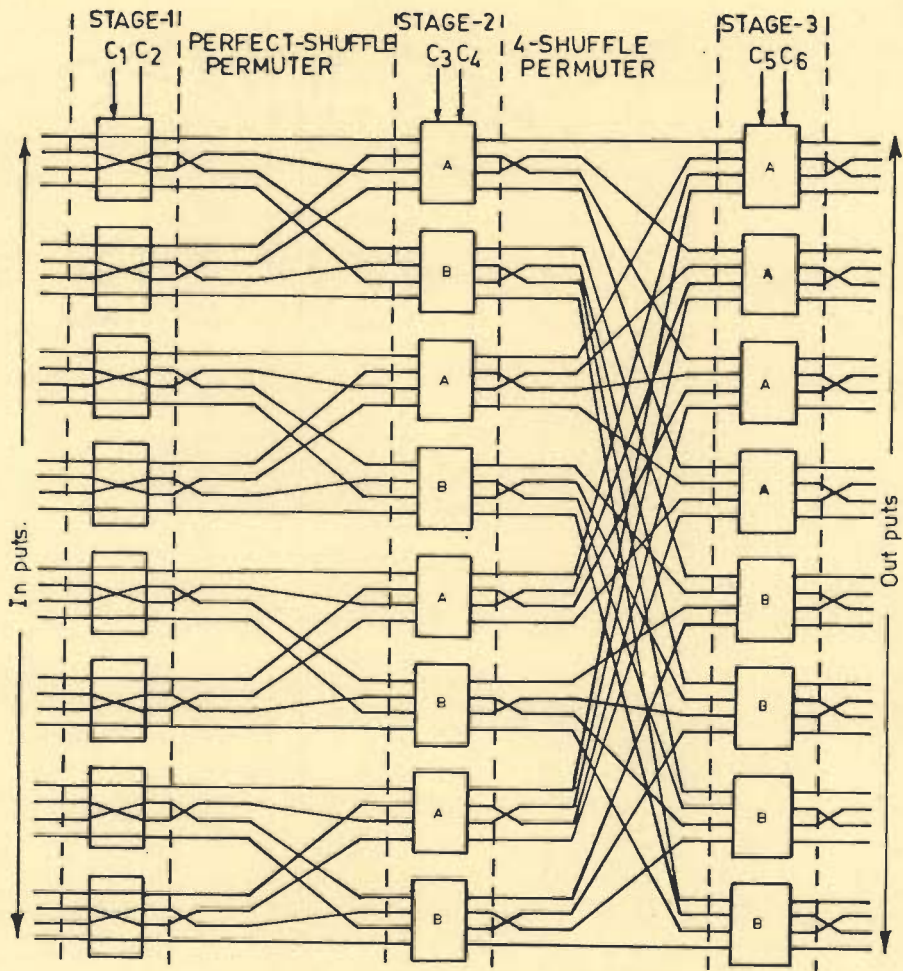 STAGE-1
C1 C2
PERFECT-SHUFFLE
PERMUTER
STAGE-2
C3 C4
4-SHUFFLE
PERMUTER
STAGE-3
C5 C6
In puts.
A
B
A
B
A
B
A
B
A
A
A
A
B
B
B
B
Out puts